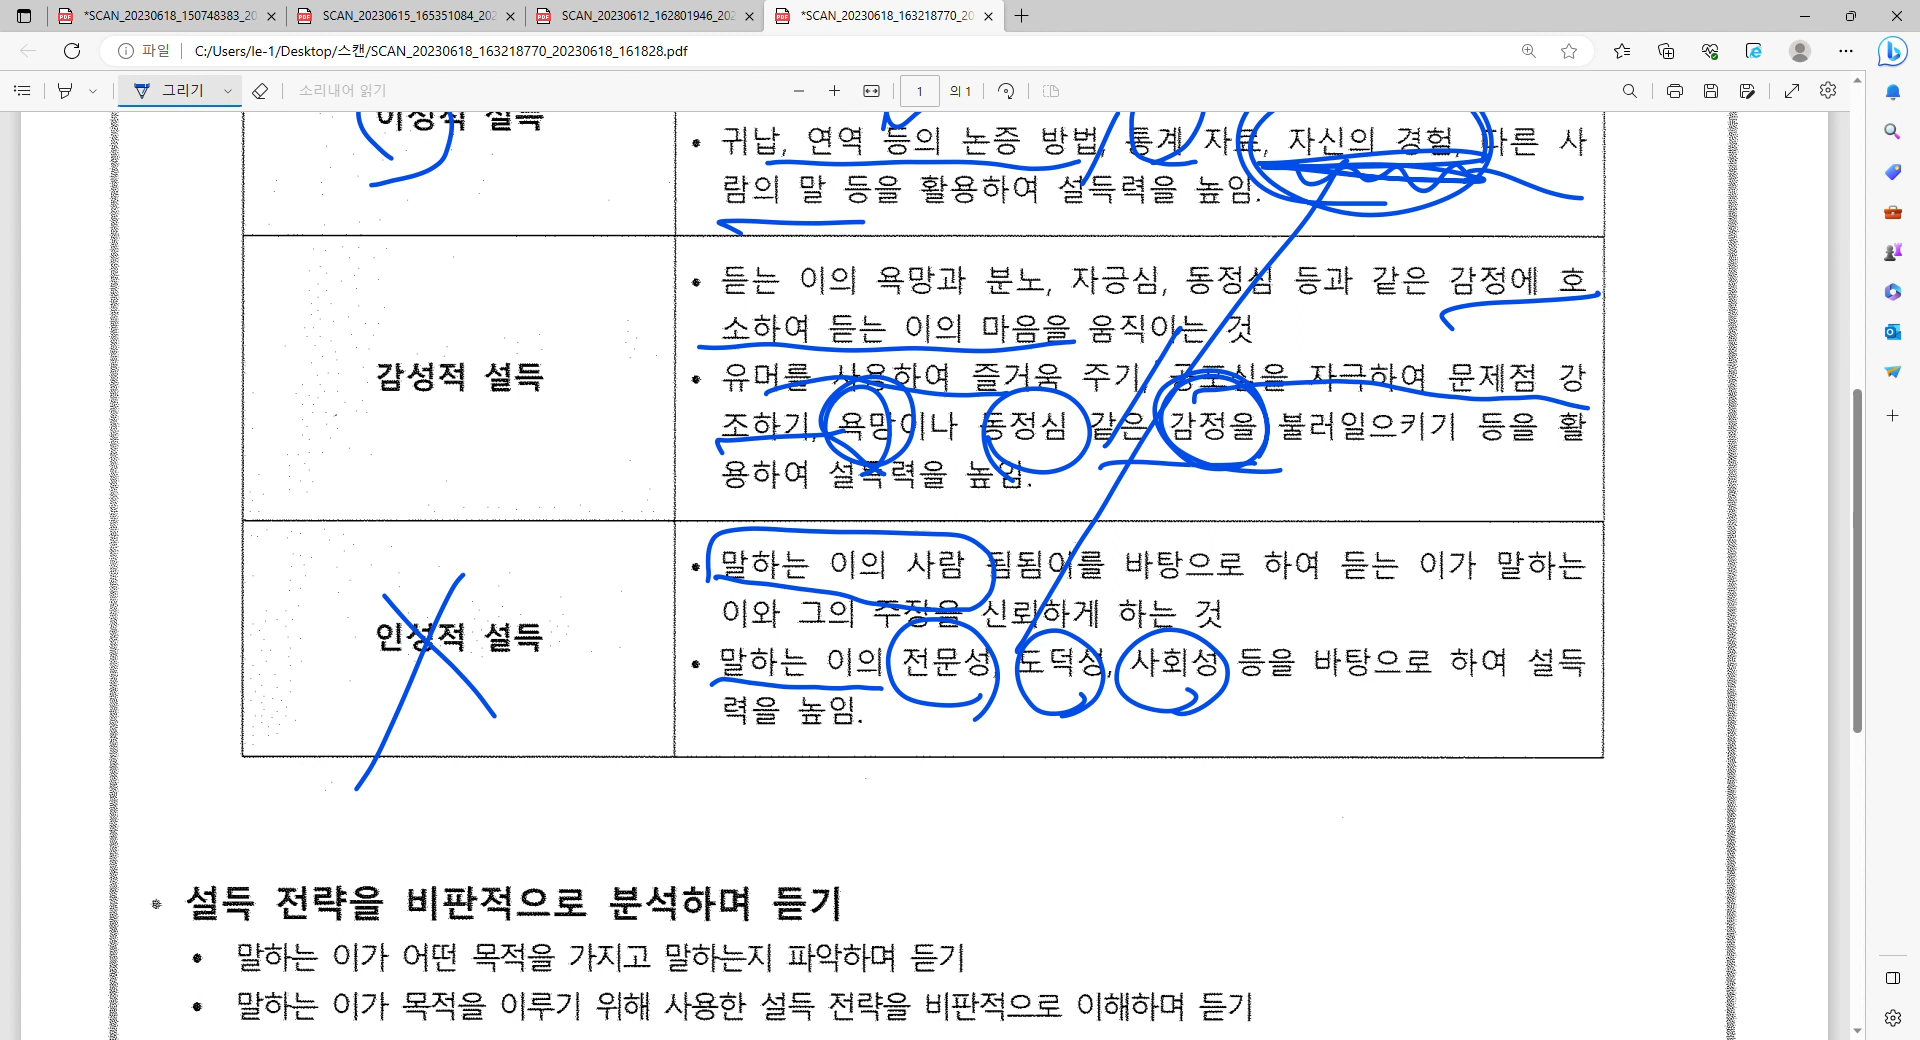 *SCAN_20230618_150748383_20
SCAN_20230615_165351084_202
SCAN_20230612_162801946_202
*SCAN_20230618_163218770_20
파일
C:/Users/le-1/Desktop/스캔/SCAN_20230618_163218770_20230618_161828.pdf
그리기
소리내어 읽기
1
의 1
이성적 설득
• 귀납, 연역 등의 논증 방법, 통계 자료, 자신의 경험, 다른 사
람의 말 등을 활용하여 설득력을 높임.
감성적 설득
• 듣는 이의 욕망과 분노, 자긍심, 동정심 등과 같은 감정에 호
소하여 듣는 이의 마음을 움직이는 것
• 유머를 사용하여 즐거움 주기, 공포심을 자극하여 문제점 강
조하기, 욕망이나 동정심 같은 감정을 불러일으키기 등을 활
용하여 설득력을 높임.
인성적 설득
• 말하는 이의 사람 됨됨이를 바탕으로 하여 듣는 이가 말하는
이와 그의 주장을 신뢰하게 하는 것
• 말하는 이의 전문성, 도덕성, 사회성 등을 바탕으로 하여 설득
력을 높임.
설득 전략을 비판적으로 분석하며 듣기
• 말하는 이가 어떤 목적을 가지고 말하는지 파악하며 듣기
• 말하는 이가 목적을 이루기 위해 사용한 설득 전략을 비판적으로 이해하며 듣기